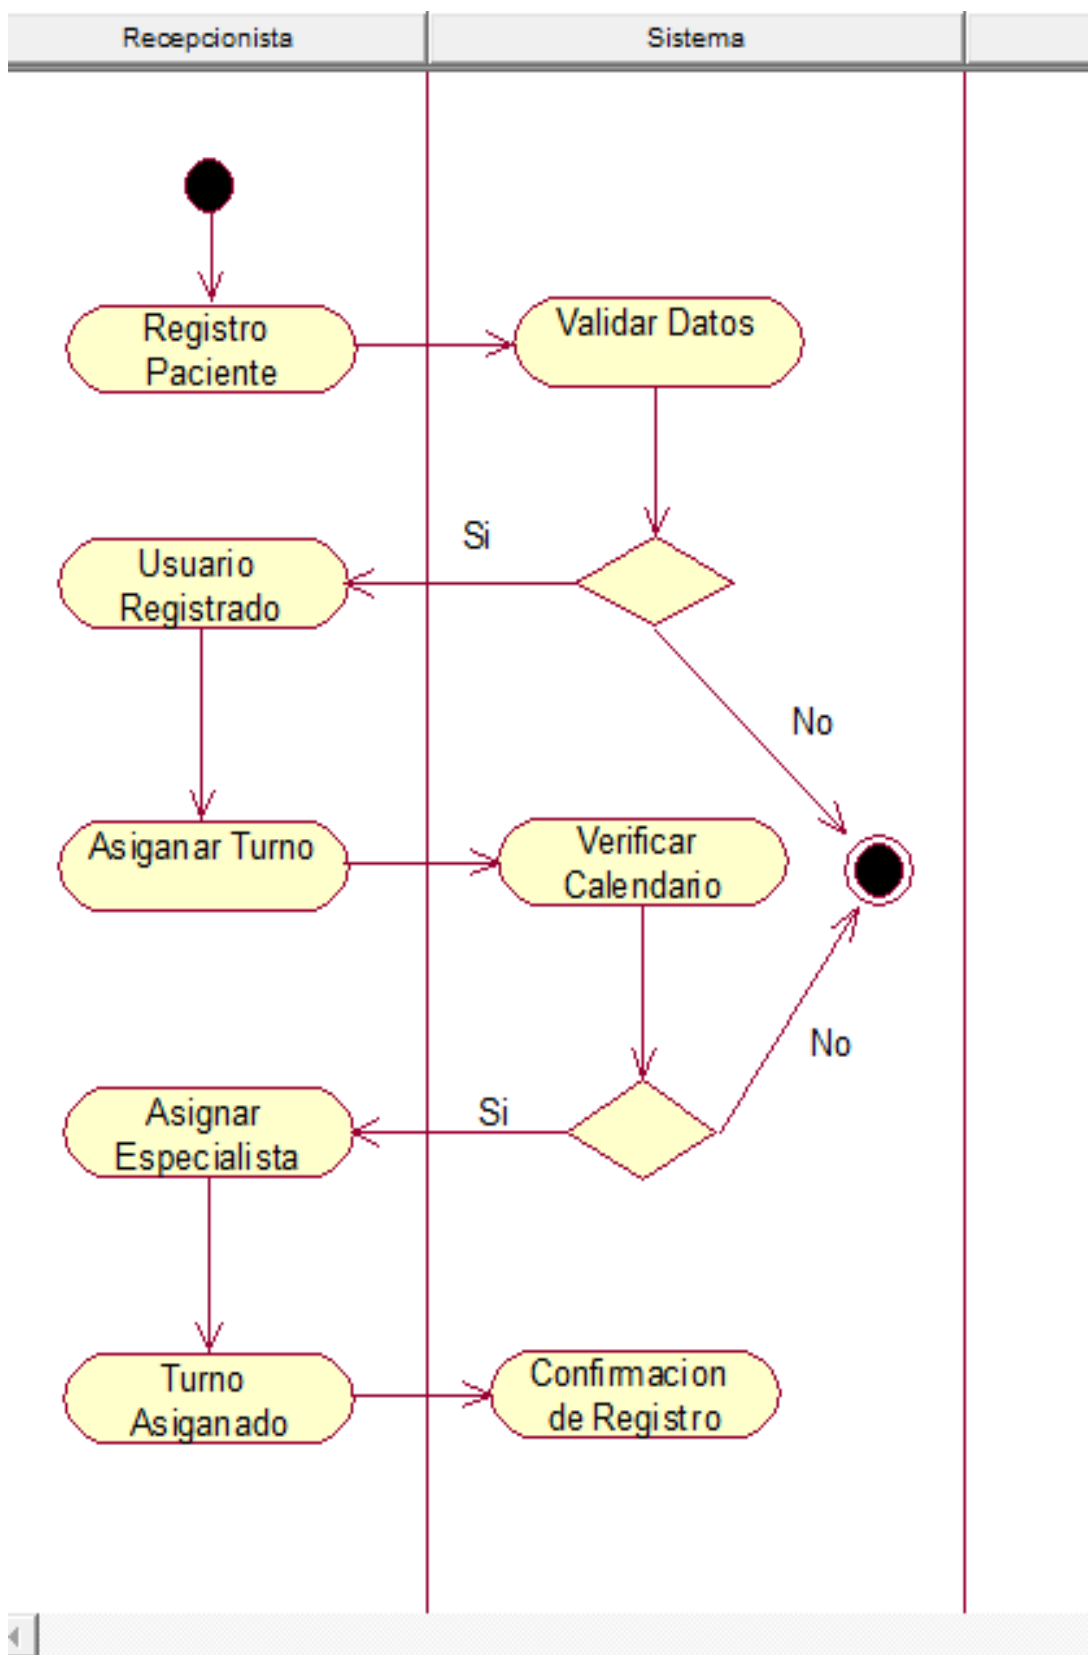 Recepcionista
Sistema
Registro
Paciente
Validar Datos
Si
Usuario
Registrado
No
Asiganar Turno
Verificar
Calendario
No
Si
Asignar
Especialista
Turno
Asiganado
Confirmacion
de Registro